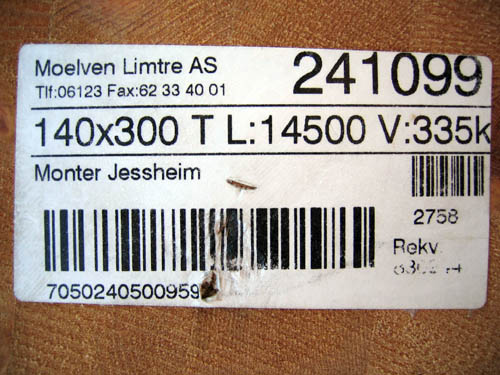 Moelven Limtre AS
241099
Tlf:06123 Fax:62 33 40 01
140x300 T L:14500 V:335k
Monter Jessheim
2758
Rekv.
7050240500959